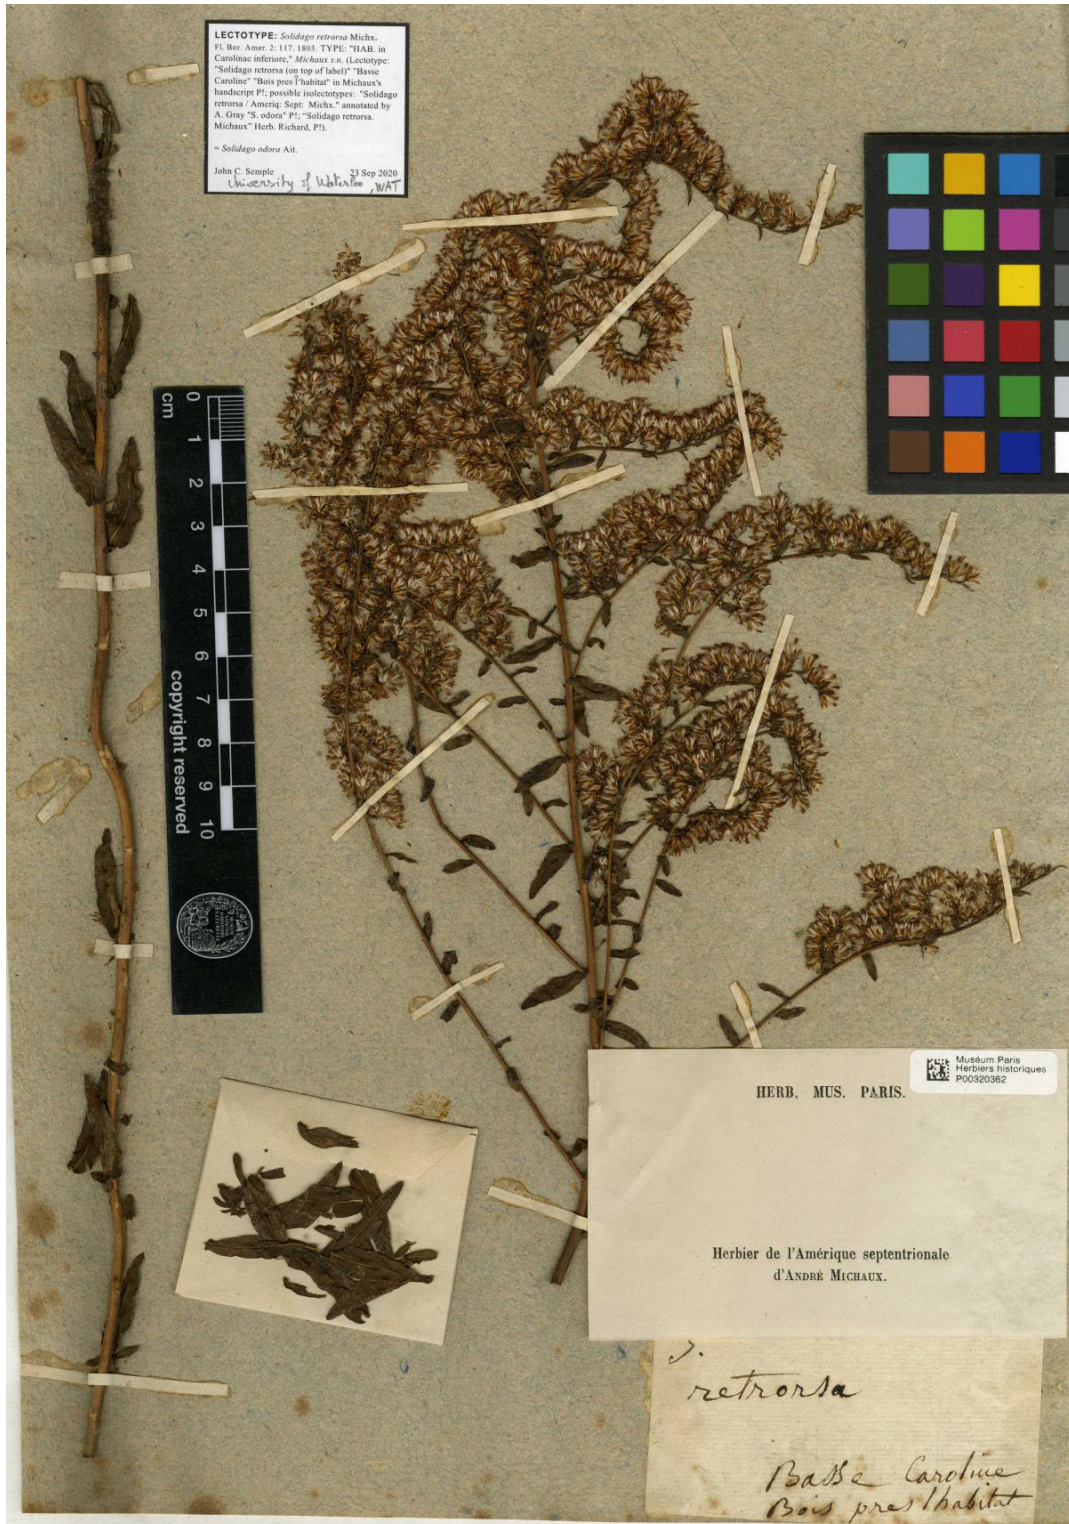 LECTOTYPE: Solidago retrorsa Michx.
Fl. Bor. Amer. 2: 117. 1803. TYPE: "HAB. in
Carolinae inferiore," Michaux s.n. (Lectotype:
"Solidago retrorsa (on top of label)" "Basse
Caroline" "Bois pres l'habitat" in Michaux's
handscript P!; possible isolectotypes: "Solidago
retrorsa / Ameriq: Sept: Michx." annotated by
A. Gray "S. odora" P!; "Solidago retrorsa.
Michaux" Herb. Richard, P!).
= Solidago odora Ait.
John C. Semple 23 Sep 2020
University of Waterloo, WAT
cm
0
1
2
3
4
5
6
7
8
9
10
copyright reserved
Muséum Paris
Herbiers historiques
P00320362
HERB. MUS. PARIS.
Herbier de l'Amérique septentrionale
d'ANDRÉ MICHAUX.
S.
retrorsa
Basse Caroline
Bois pres l'habitat